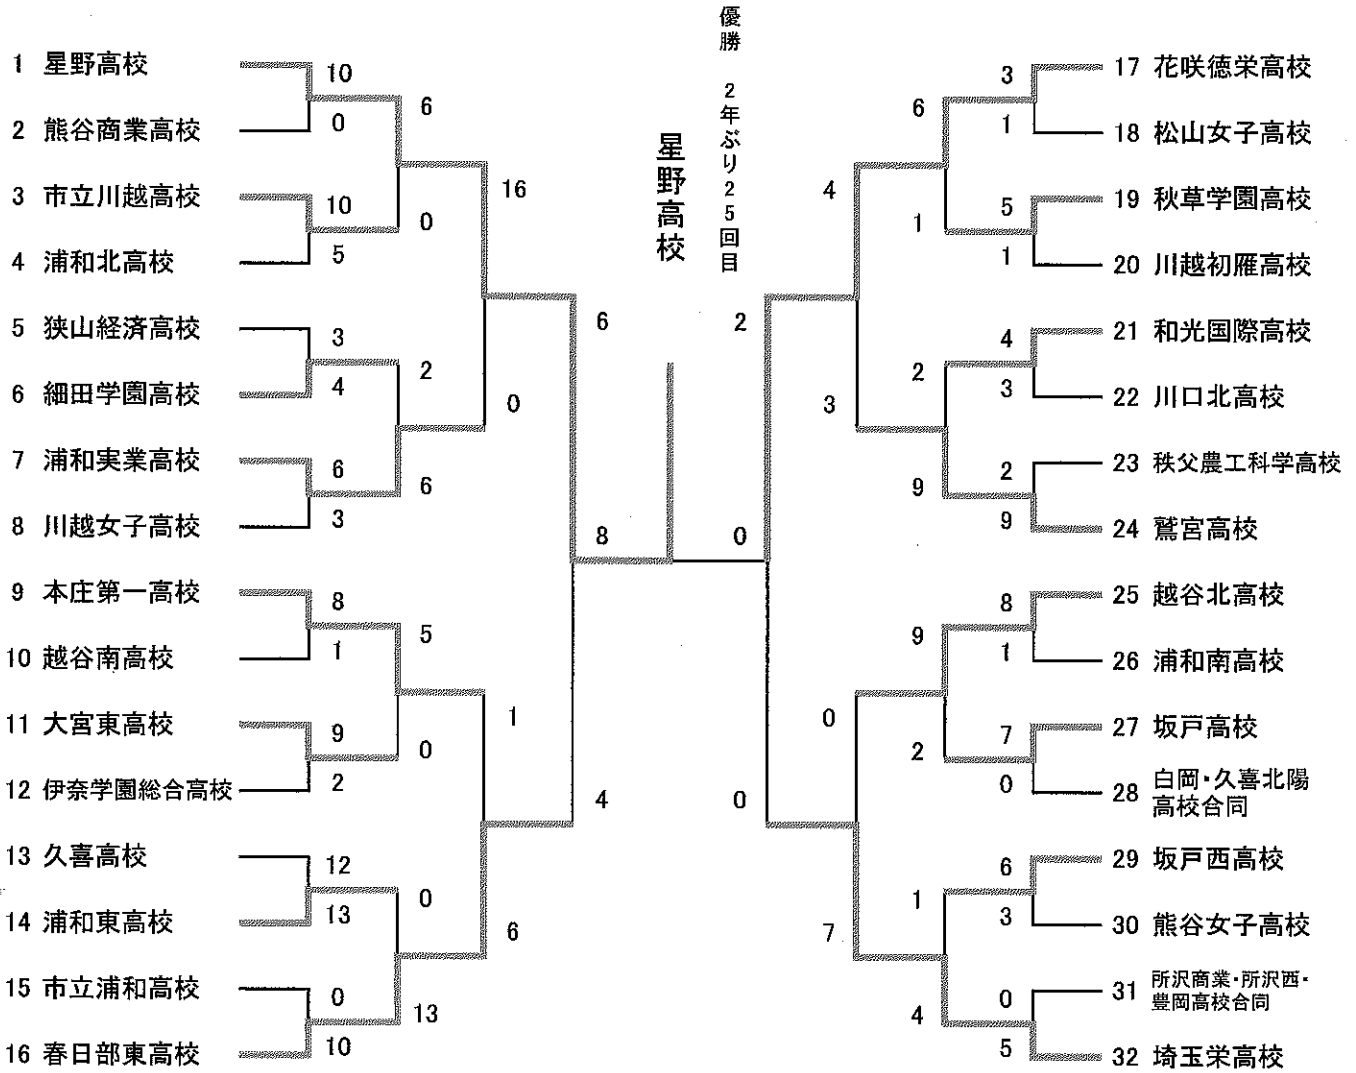 優勝 2年ぶり25回目
星野高校
1 星野高校
2 熊谷商業高校
3 市立川越高校
4 浦和北高校
5 狭山経済高校
6 細田学園高校
7 浦和実業高校
8 川越女子高校
9 本庄第一高校
10 越谷南高校
11 大宮東高校
12 伊奈学園総合高校
13 久喜高校
14 浦和東高校
15 市立浦和高校
16 春日部東高校
10
0
10
5
3
4
6
3
8
1
9
2
12
13
0
10
6
0
2
6
5
0
0
13
16
0
1
6
6
4
8
0
2
0
4
3
0
7
6
1
2
9
9
2
1
4
3
1
5
1
4
3
2
9
8
1
7
0
6
3
0
5
17 花咲徳栄高校
18 松山女子高校
19 秋草学園高校
20 川越初雁高校
21 和光国際高校
22 川口北高校
23 秩父農工科学高校
24 鷲宮高校
25 越谷北高校
26 浦和南高校
27 坂戸高校
28 白岡・久喜北陽
高校合同
29 坂戸西高校
30 熊谷女子高校
31 所沢商業・所沢西・
豊岡高校合同
32 埼玉栄高校